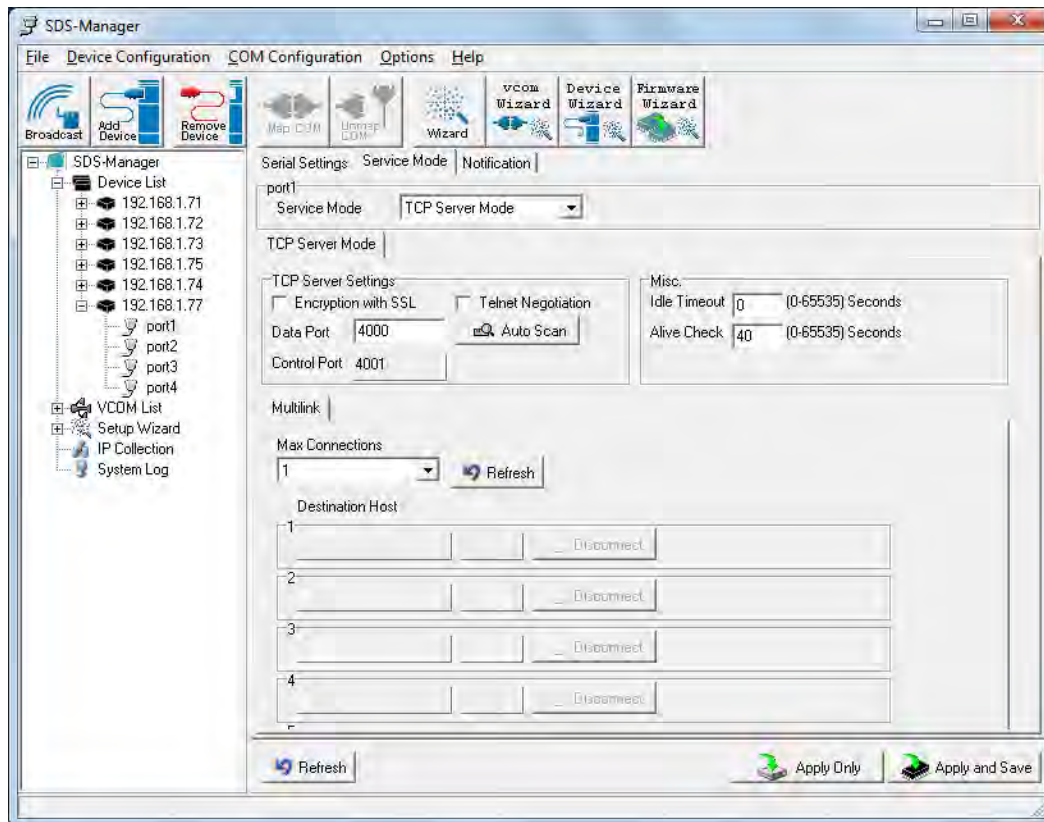 SDS-Manager
File Device Configuration COM Configuration Options Help
Broadcast
Add Device
Remove Device
Map COM
Unmap COM
Wizard
vcom Wizard
Device Wizard
Firmware Wizard
SDS-Manager
Device List
192.168.1.71
192.168.1.72
192.168.1.73
192.168.1.75
192.168.1.74
192.168.1.77
port1
port2
port3
port4
VCOM List
Setup Wizard
IP Collection
System Log
Serial Settings Service Mode Notification
port1
Service Mode TCP Server Mode
TCP Server Mode
TCP Server Settings
Encryption with SSL Telnet Negotiation
Data Port 4000 Auto Scan
Control Port 4001
Misc.
Idle Timeout 0 (0-65535) Seconds
Alive Check 40 (0-65535) Seconds
Multilink
Max Connections
1 Refresh
Destination Host
1 Disconnect
2 Disconnect
3 Disconnect
4 Disconnect
Refresh Apply Only Apply and Save